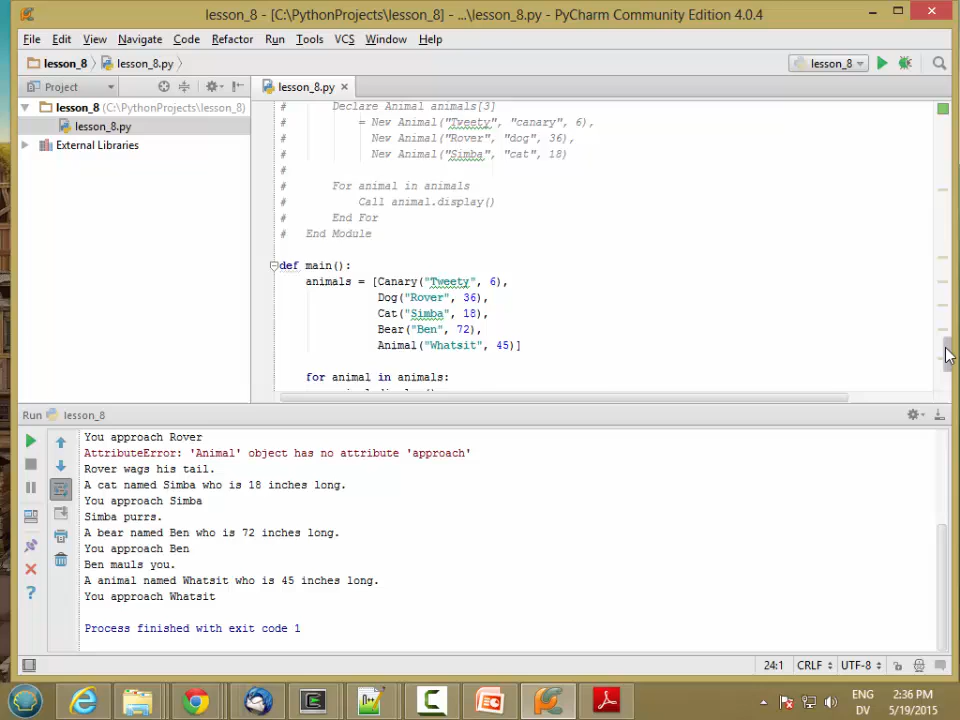 lesson_8 - [C:\PythonProjects\lesson_8] - ...\lesson_8.py - PyCharm Community Edition 4.0.4
File Edit View Navigate Code Refactor Run Tools VCS Window Help
lesson_8 lesson_8.py lesson_8
Project lesson_8.py
lesson_8 (C:\PythonProjects\lesson_8)
lesson_8.py
External Libraries
# Declare Animal animals[3]
# = New Animal("Tweety", "canary", 6),
# New Animal("Rover", "dog", 36),
# New Animal("Simba", "cat", 18)
#
# For animal in animals
# Call animal.display()
# End For
# End Module
def main():
animals = [Canary("Tweety", 6),
Dog("Rover", 36),
Cat("Simba", 18),
Bear("Ben", 72),
Animal("Whatsit", 45)]
for animal in animals:
Run lesson_8
You approach Rover
AttributeError: 'Animal' object has no attribute 'approach'
Rover wags his tail.
A cat named Simba who is 18 inches long.
You approach Simba
Simba purrs.
A bear named Ben who is 72 inches long.
You approach Ben
Ben mauls you.
A animal named Whatsit who is 45 inches long.
You approach Whatsit
Process finished with exit code 1
24:1 CRLF UTF-8
ENG 2:36 PM
DV 5/19/2015